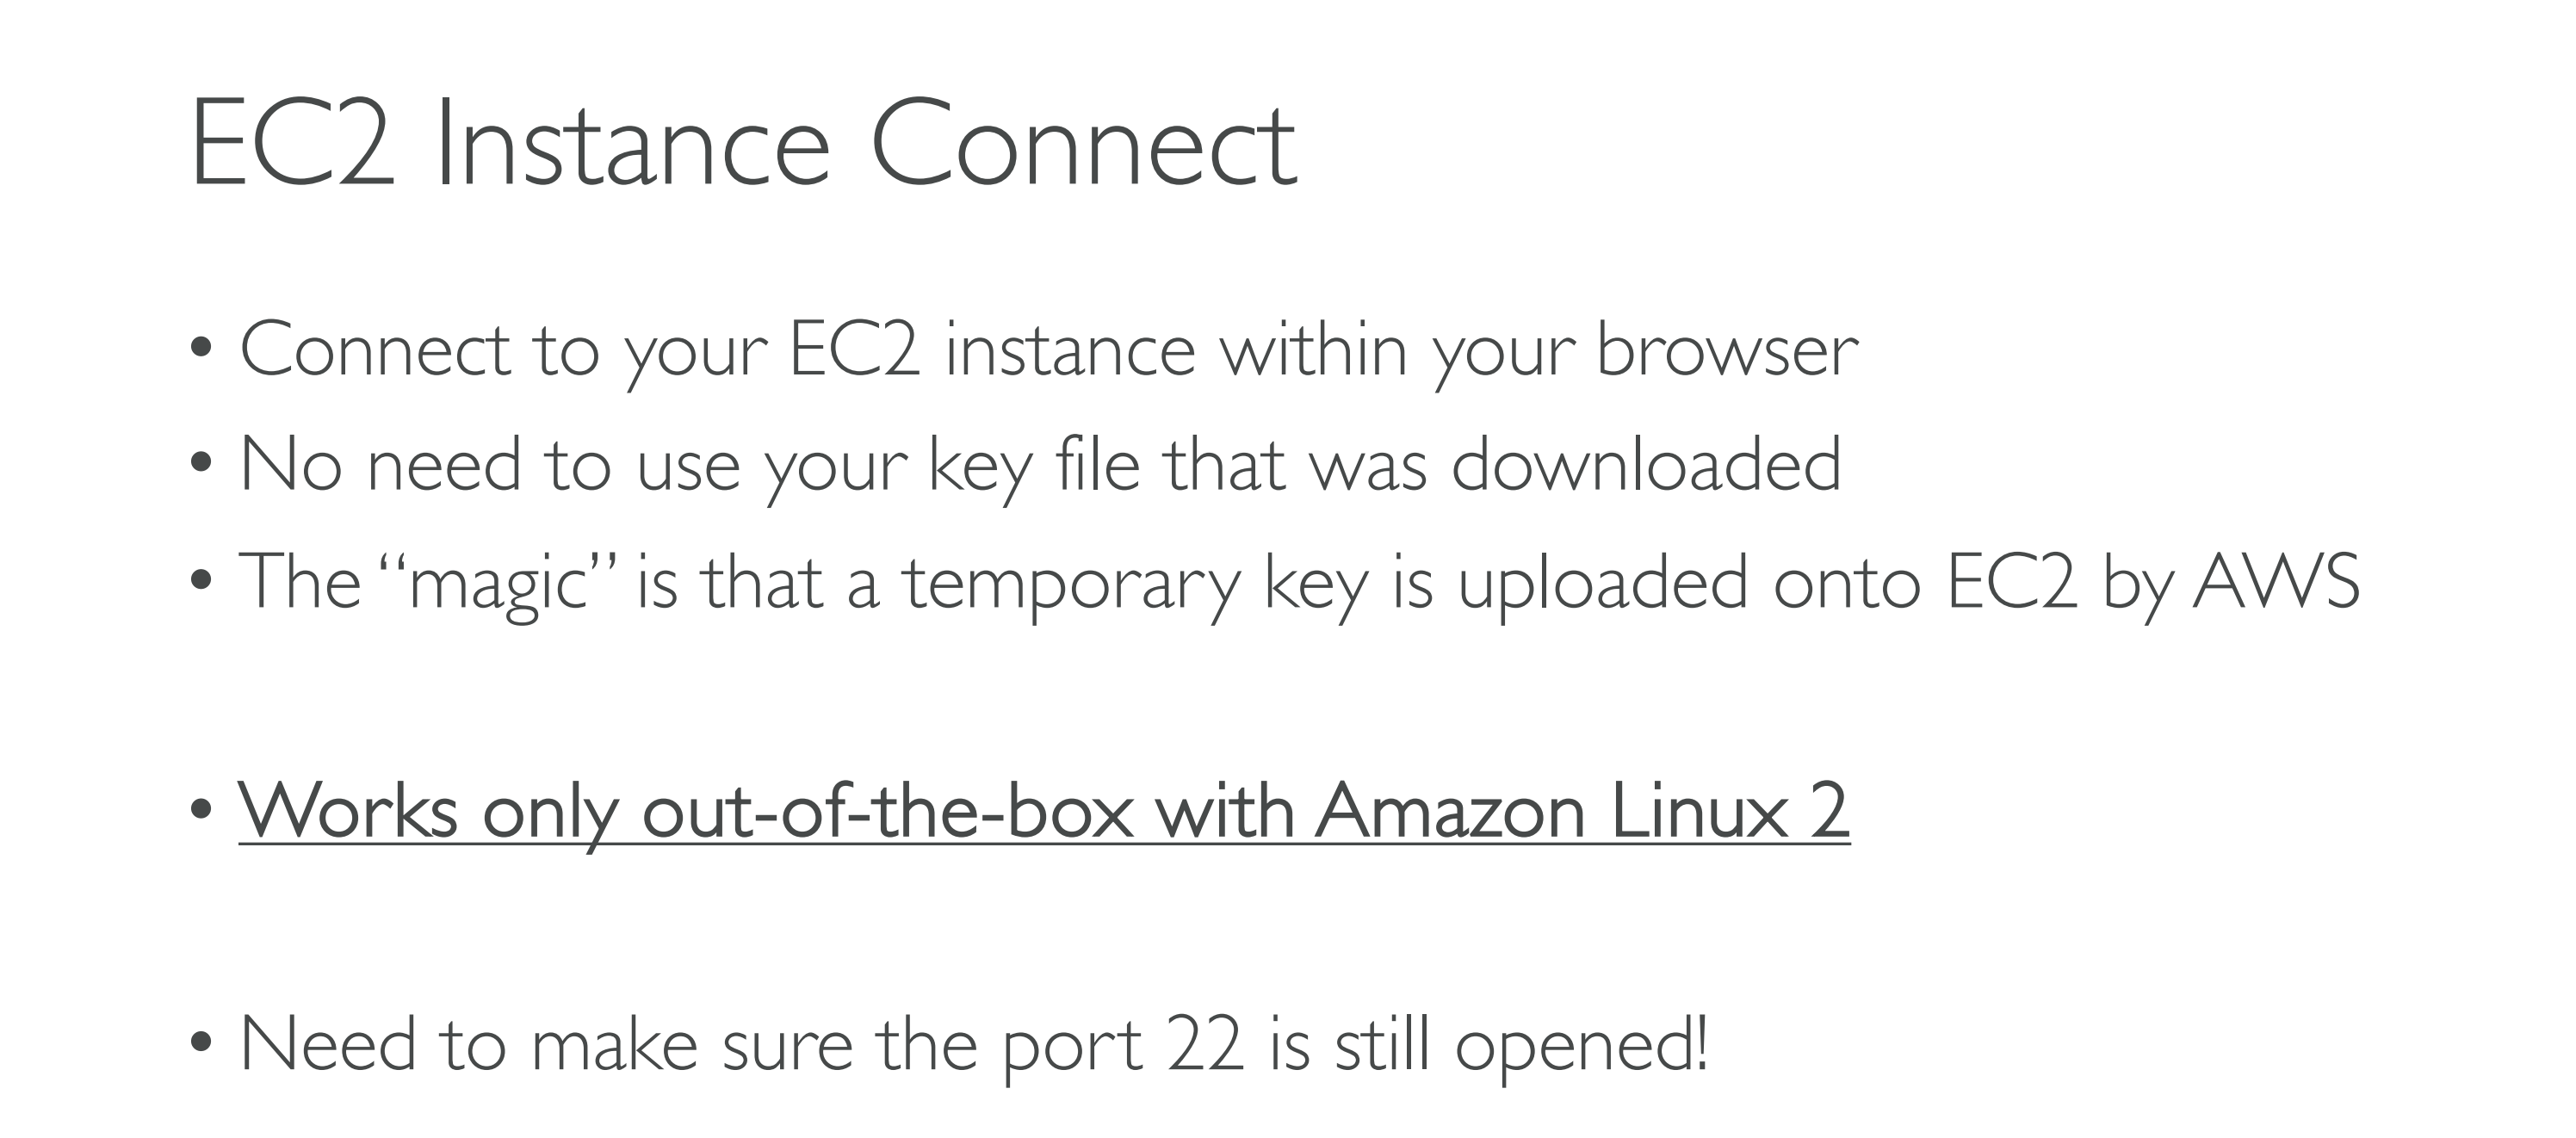 EC2 Instance Connect
• Connect to your EC2 instance within your browser
• No need to use your key file that was downloaded
• The “magic” is that a temporary key is uploaded onto EC2 by AWS
• Works only out-of-the-box with Amazon Linux 2
• Need to make sure the port 22 is still opened!